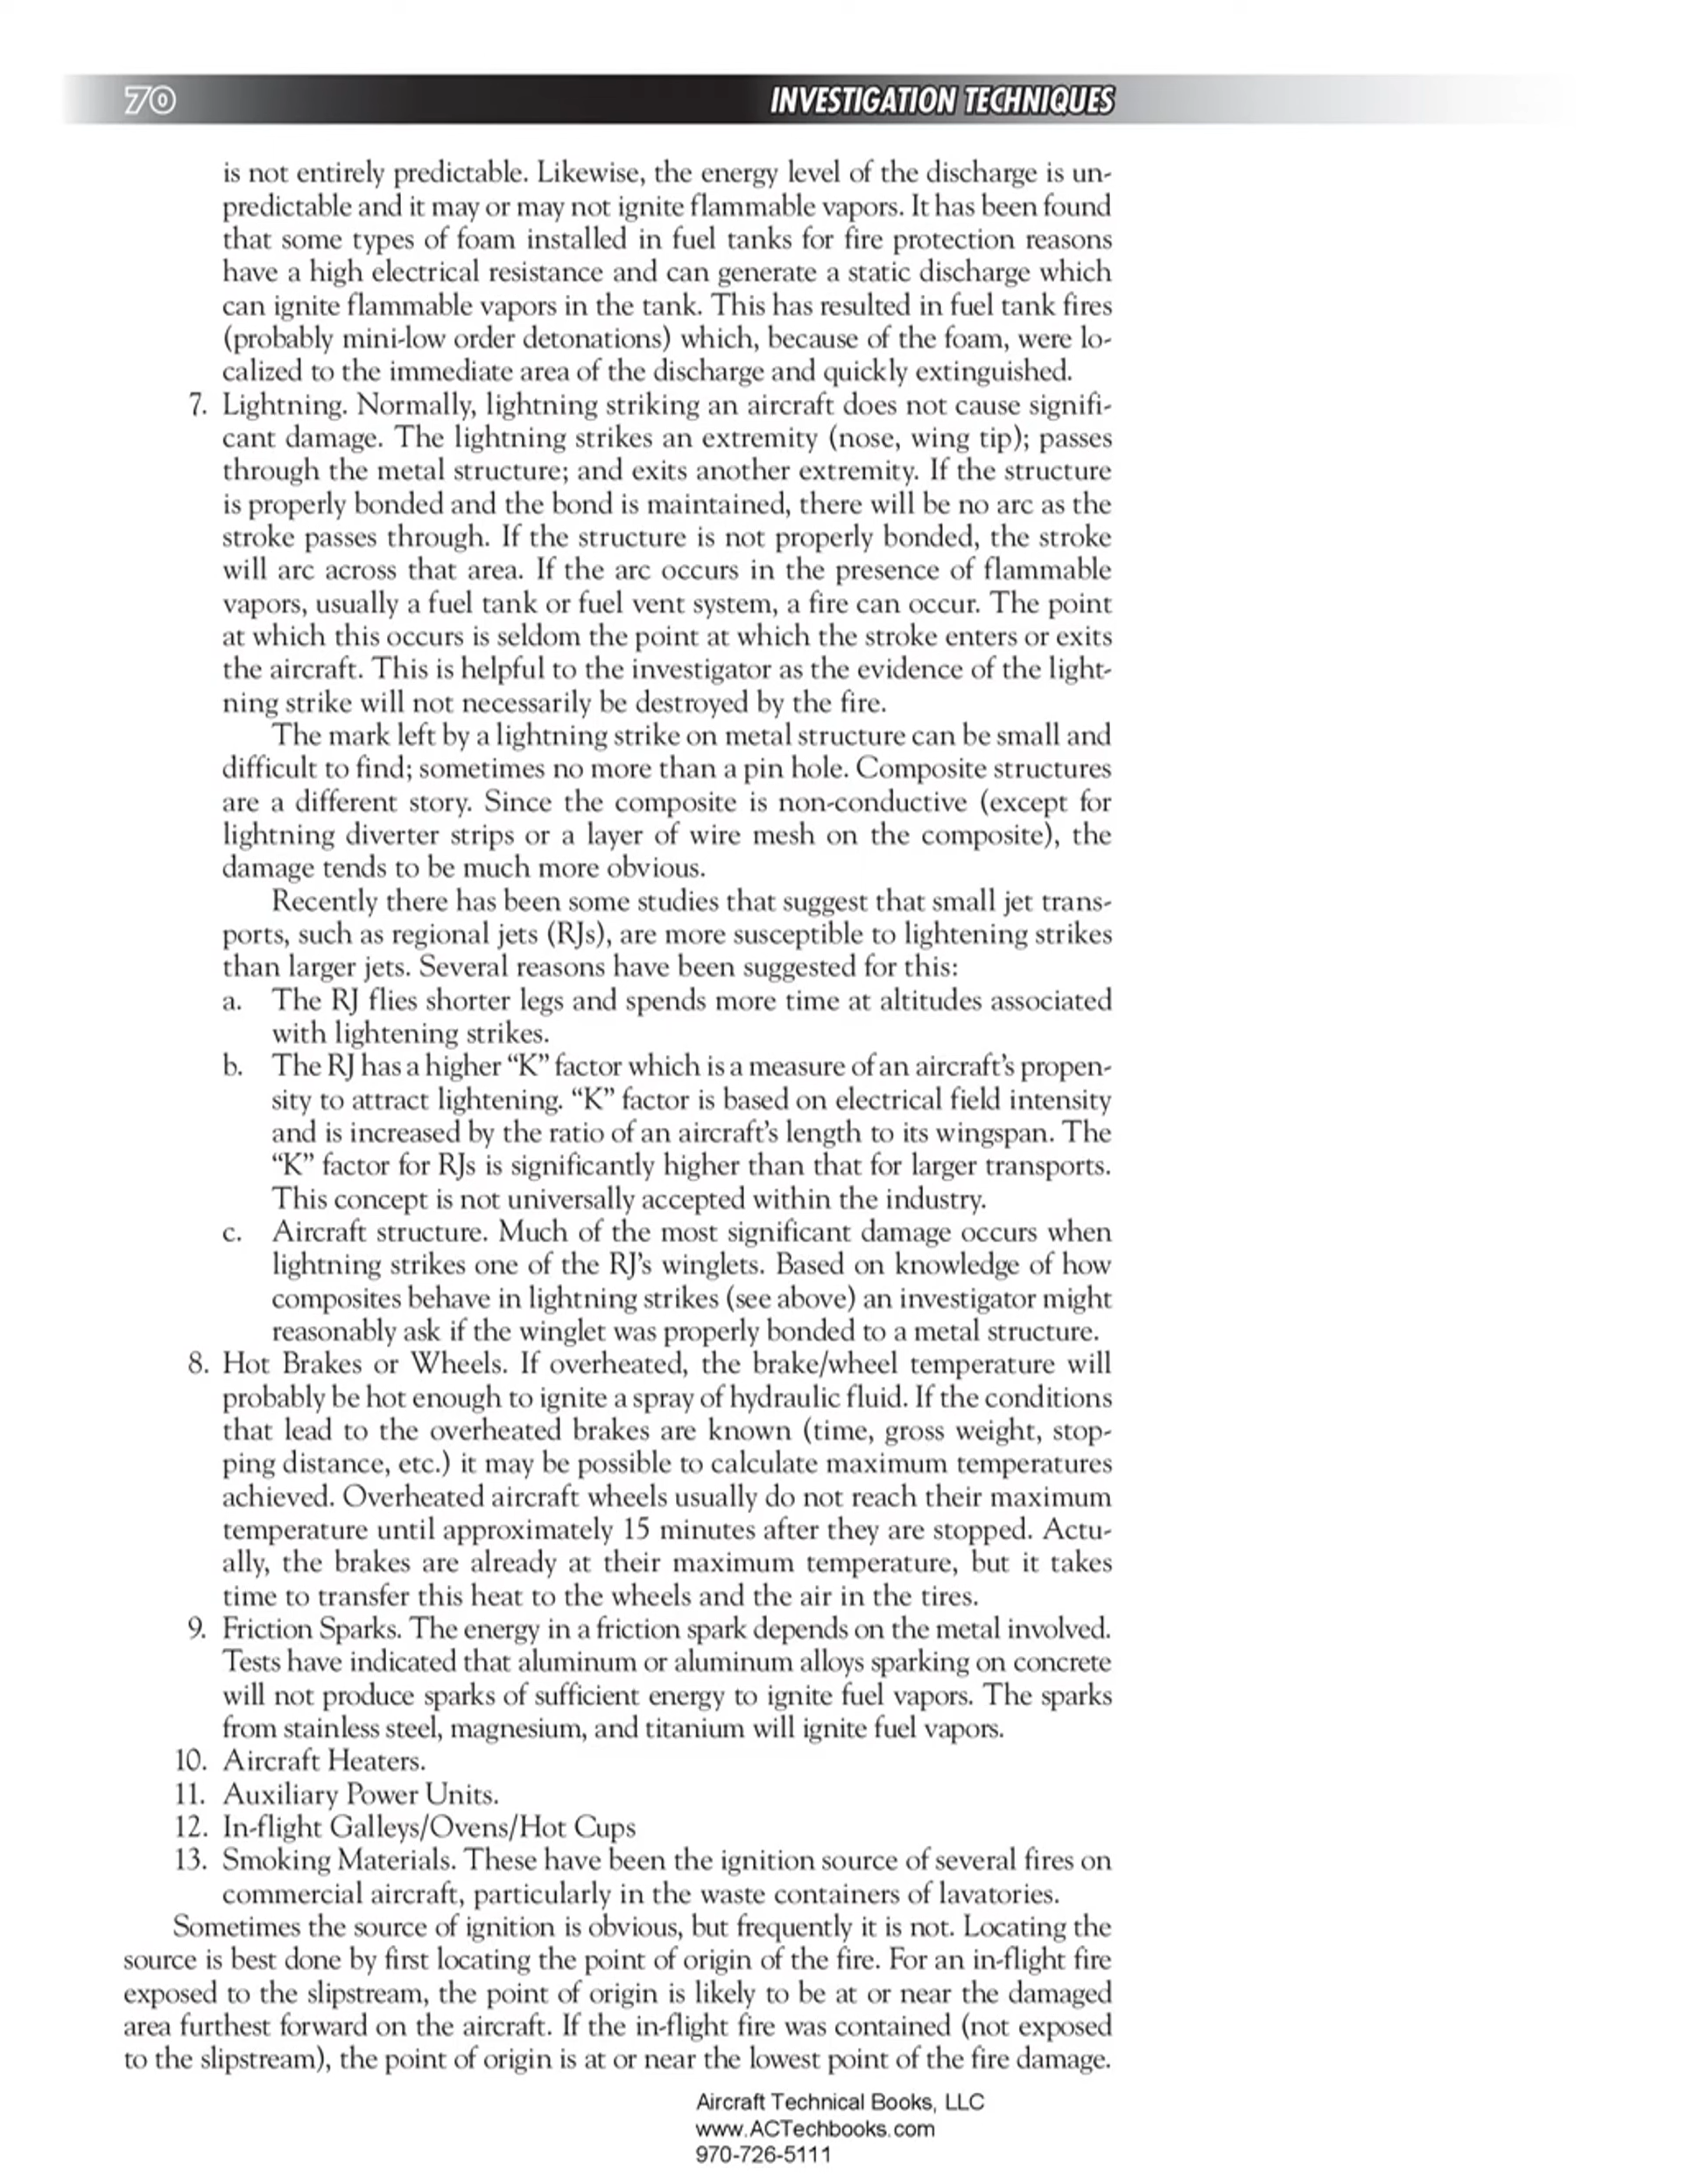 70
INVESTIGATION TECHNIQUES
is not entirely predictable. Likewise, the energy level of the discharge is un-
predictable and it may or may not ignite flammable vapors. It has been found
that some types of foam installed in fuel tanks for fire protection reasons
have a high electrical resistance and can generate a static discharge which
can ignite flammable vapors in the tank. This has resulted in fuel tank fires
(probably mini-low order detonations) which, because of the foam, were lo-
calized to the immediate area of the discharge and quickly extinguished.
7. Lightning. Normally, lightning striking an aircraft does not cause signifi-
cant damage. The lightning strikes an extremity (nose, wing tip); passes
through the metal structure; and exits another extremity. If the structure
is properly bonded and the bond is maintained, there will be no arc as the
stroke passes through. If the structure is not properly bonded, the stroke
will arc across that area. If the arc occurs in the presence of flammable
vapors, usually a fuel tank or fuel vent system, a fire can occur. The point
at which this occurs is seldom the point at which the stroke enters or exits
the aircraft. This is helpful to the investigator as the evidence of the light-
ning strike will not necessarily be destroyed by the fire.
The mark left by a lightning strike on metal structure can be small and
difficult to find; sometimes no more than a pin hole. Composite structures
are a different story. Since the composite is non-conductive (except for
lightning diverter strips or a layer of wire mesh on the composite), the
damage tends to be much more obvious.
Recently there has been some studies that suggest that small jet trans-
ports, such as regional jets (RJs), are more susceptible to lightening strikes
than larger jets. Several reasons have been suggested for this:
a. The RJ flies shorter legs and spends more time at altitudes associated
with lightening strikes.
b. The RJ has a higher “K” factor which is a measure of an aircraft’s propen-
sity to attract lightening. “K” factor is based on electrical field intensity
and is increased by the ratio of an aircraft’s length to its wingspan. The
“K” factor for RJs is significantly higher than that for larger transports.
This concept is not universally accepted within the industry.
c. Aircraft structure. Much of the most significant damage occurs when
lightning strikes one of the RJ’s winglets. Based on knowledge of how
composites behave in lightning strikes (see above) an investigator might
reasonably ask if the winglet was properly bonded to a metal structure.
8. Hot Brakes or Wheels. If overheated, the brake/wheel temperature will
probably be hot enough to ignite a spray of hydraulic fluid. If the conditions
that lead to the overheated brakes are known (time, gross weight, stop-
ping distance, etc.) it may be possible to calculate maximum temperatures
achieved. Overheated aircraft wheels usually do not reach their maximum
temperature until approximately 15 minutes after they are stopped. Actu-
ally, the brakes are already at their maximum temperature, but it takes
time to transfer this heat to the wheels and the air in the tires.
9. Friction Sparks. The energy in a friction spark depends on the metal involved.
Tests have indicated that aluminum or aluminum alloys sparking on concrete
will not produce sparks of sufficient energy to ignite fuel vapors. The sparks
from stainless steel, magnesium, and titanium will ignite fuel vapors.
10. Aircraft Heaters.
11. Auxiliary Power Units.
12. In-flight Galleys/Ovens/Hot Cups
13. Smoking Materials. These have been the ignition source of several fires on
commercial aircraft, particularly in the waste containers of lavatories.
Sometimes the source of ignition is obvious, but frequently it is not. Locating the
source is best done by first locating the point of origin of the fire. For an in-flight fire
exposed to the slipstream, the point of origin is likely to be at or near the damaged
area furthest forward on the aircraft. If the in-flight fire was contained (not exposed
to the slipstream), the point of origin is at or near the lowest point of the fire damage.
Aircraft Technical Books, LLC
www.ACTechbooks.com
970-726-5111